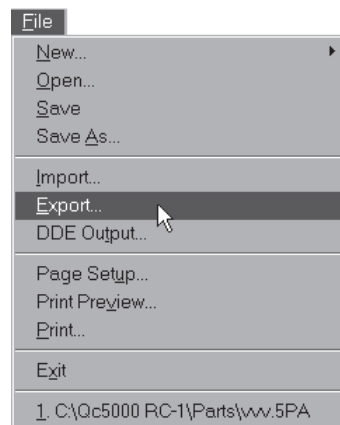 File
New...
Open...
Save
Save As...
Import...
Export...
DDE Output...
Page Setup...
Print Preview...
Print...
Exit
1. C:\Qc5000 RC-1\Parts\vvv.5PA